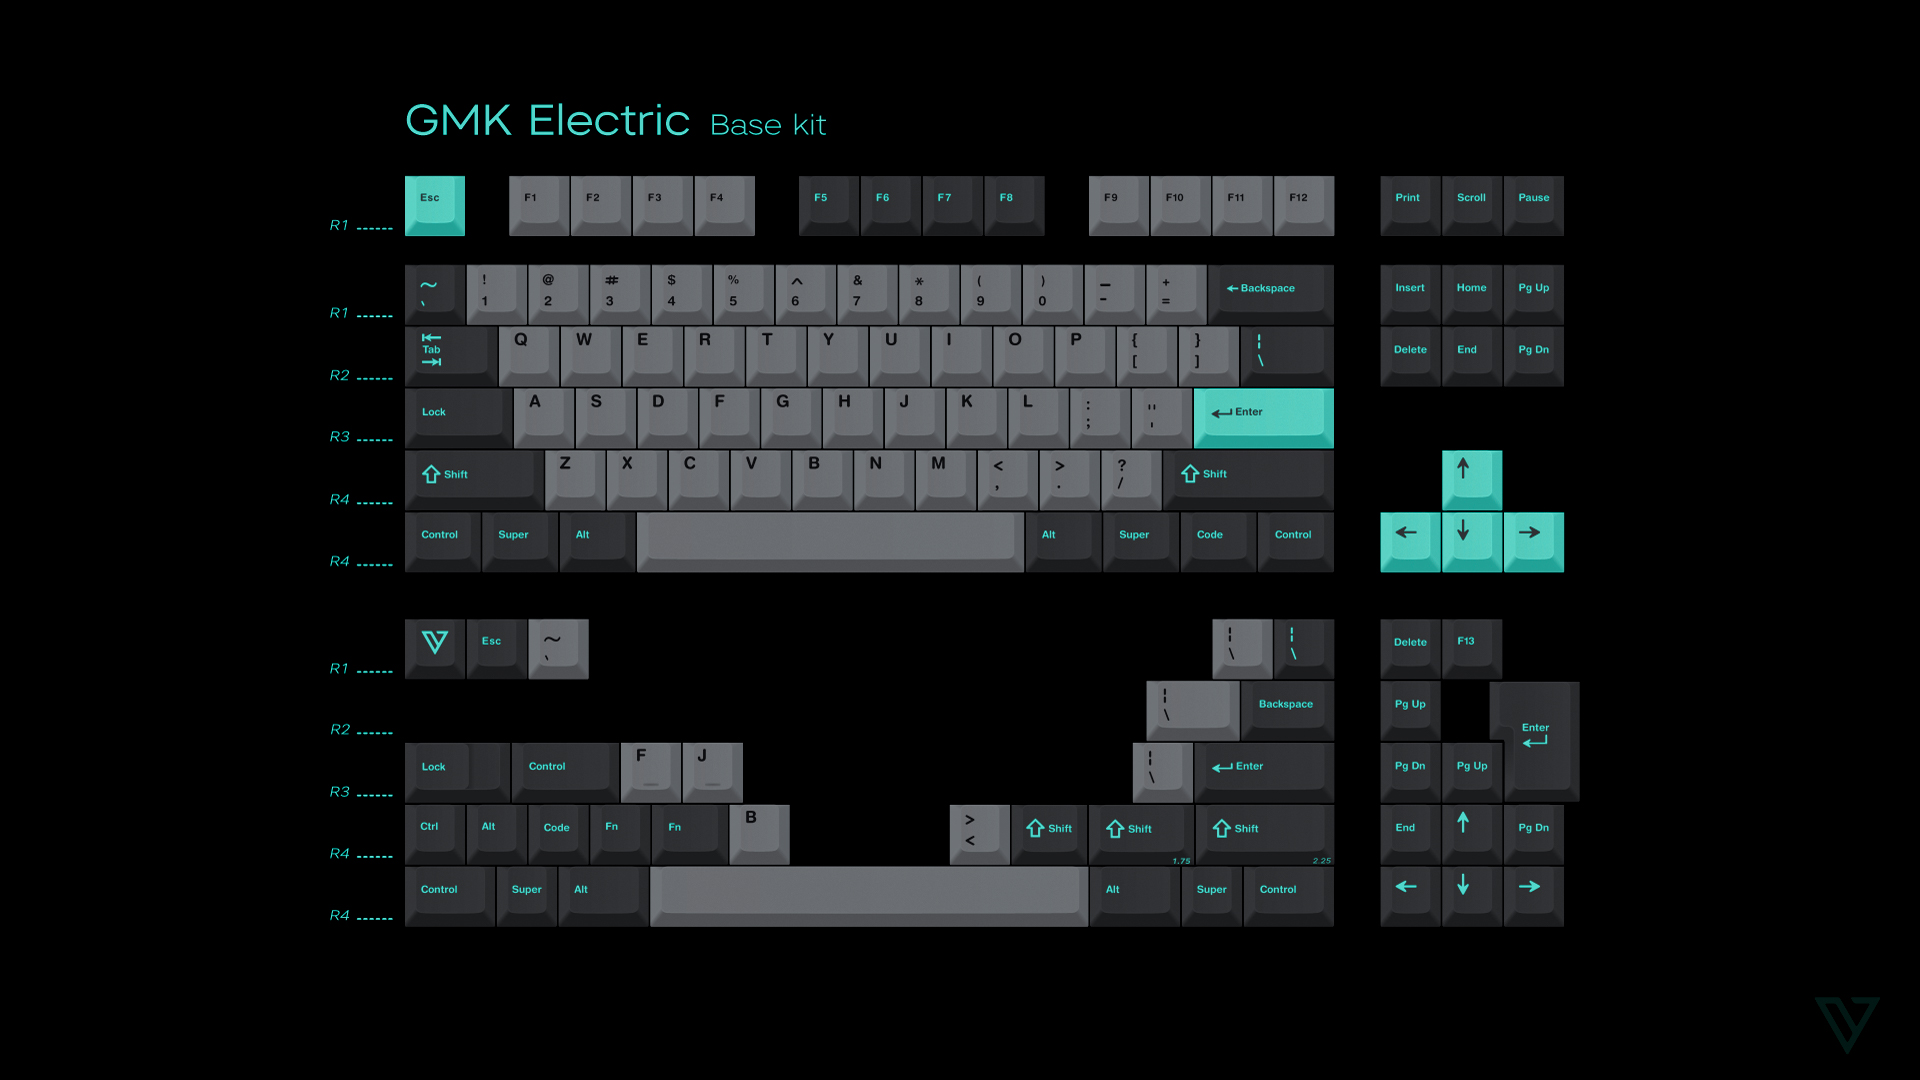 GMK Electric Base kit
R1 Esc F1 F2 F3 F4 F5 F6 F7 F8 F9 F10 F11 F12 Print Scroll Pause
R1 ~ ` ! 1 @ 2 # 3 $ 4 % 5 ^ 6 & 7 * 8 ( 9 ) 0 _ - + = ← Backspace Insert Home Pg Up
R2 Tab Q W E R T Y U I O P { [ } ] ¦ \ Delete End Pg Dn
R3 Lock A S D F G H J K L : ; " ' Enter
R4 Shift Z X C V B N M < , > . ? / Shift ↑
R4 Control Super Alt Alt Super Code Control ← ↓ →
R1 Esc ~ ` ¦ \ ¦ \ Delete F13
R2 ¦ \ Backspace Pg Up Enter
R3 Lock Control F J ¦ \ Enter Pg Dn Pg Up
R4 Ctrl Alt Code Fn Fn B > < Shift Shift 1.75 Shift 2.25 End ↑ Pg Dn
R4 Control Super Alt Alt Super Control ← ↓ →